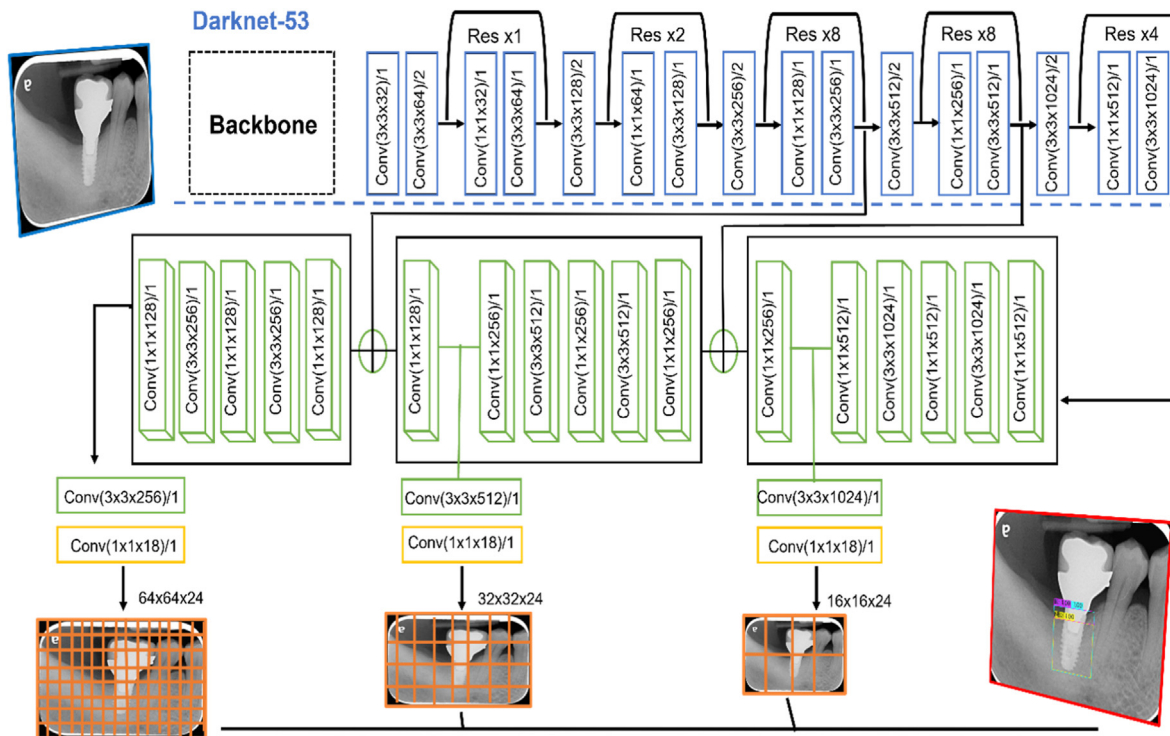 Darknet-53
Backbone
Res x1
Res x2
Res x8
Res x8
Res x4
Conv(3x3x32)/1
Conv(3x3x64)/2
Conv(1x1x32)/1
Conv(3x3x64)/1
Conv(3x3x128)/2
Conv(1x1x64)/1
Conv(3x3x128)/1
Conv(3x3x256)/2
Conv(1x1x128)/1
Conv(3x3x256)/1
Conv(3x3x512)/2
Conv(1x1x256)/1
Conv(3x3x512)/1
Conv(3x3x1024)/2
Conv(1x1x512)/1
Conv(3x3x1024)/1
Conv(1x1x128)/1
Conv(3x3x256)/1
Conv(1x1x128)/1
Conv(3x3x256)/1
Conv(1x1x128)/1
Conv(1x1x128)/1
Conv(1x1x256)/1
Conv(3x3x512)/1
Conv(1x1x256)/1
Conv(3x3x512)/1
Conv(1x1x256)/1
Conv(1x1x256)/1
Conv(1x1x512)/1
Conv(3x3x1024)/1
Conv(1x1x512)/1
Conv(3x3x1024)/1
Conv(1x1x512)/1
Conv(3x3x256)/1
Conv(3x3x512)/1
Conv(3x3x1024)/1
Conv(1x1x18)/1
Conv(1x1x18)/1
Conv(1x1x18)/1
64x64x24
32x32x24
16x16x24